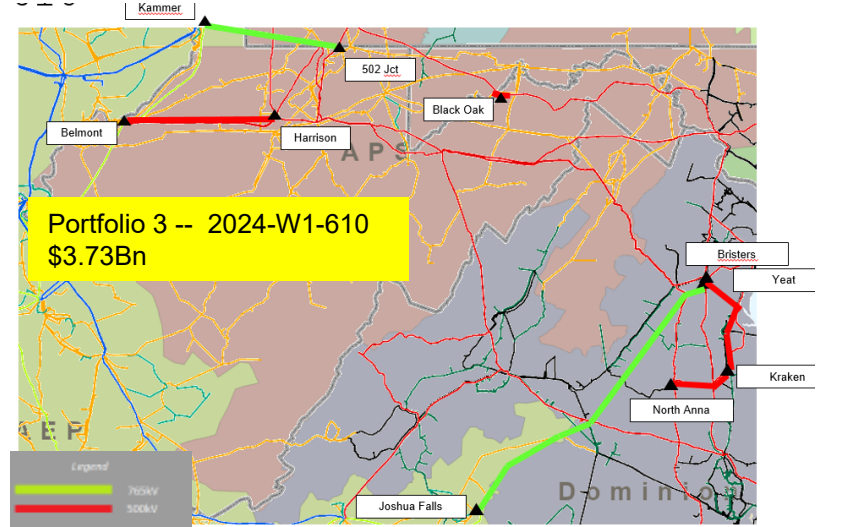 Kammer
502 Jct
Black Oak
Belmont
Harrison
APS
Portfolio 3 -- 2024-W1-610
$3.73Bn
Bristers
Yeat
Kraken
North Anna
AEP
Legend
765kV
500kV
Joshua Falls
Dominion